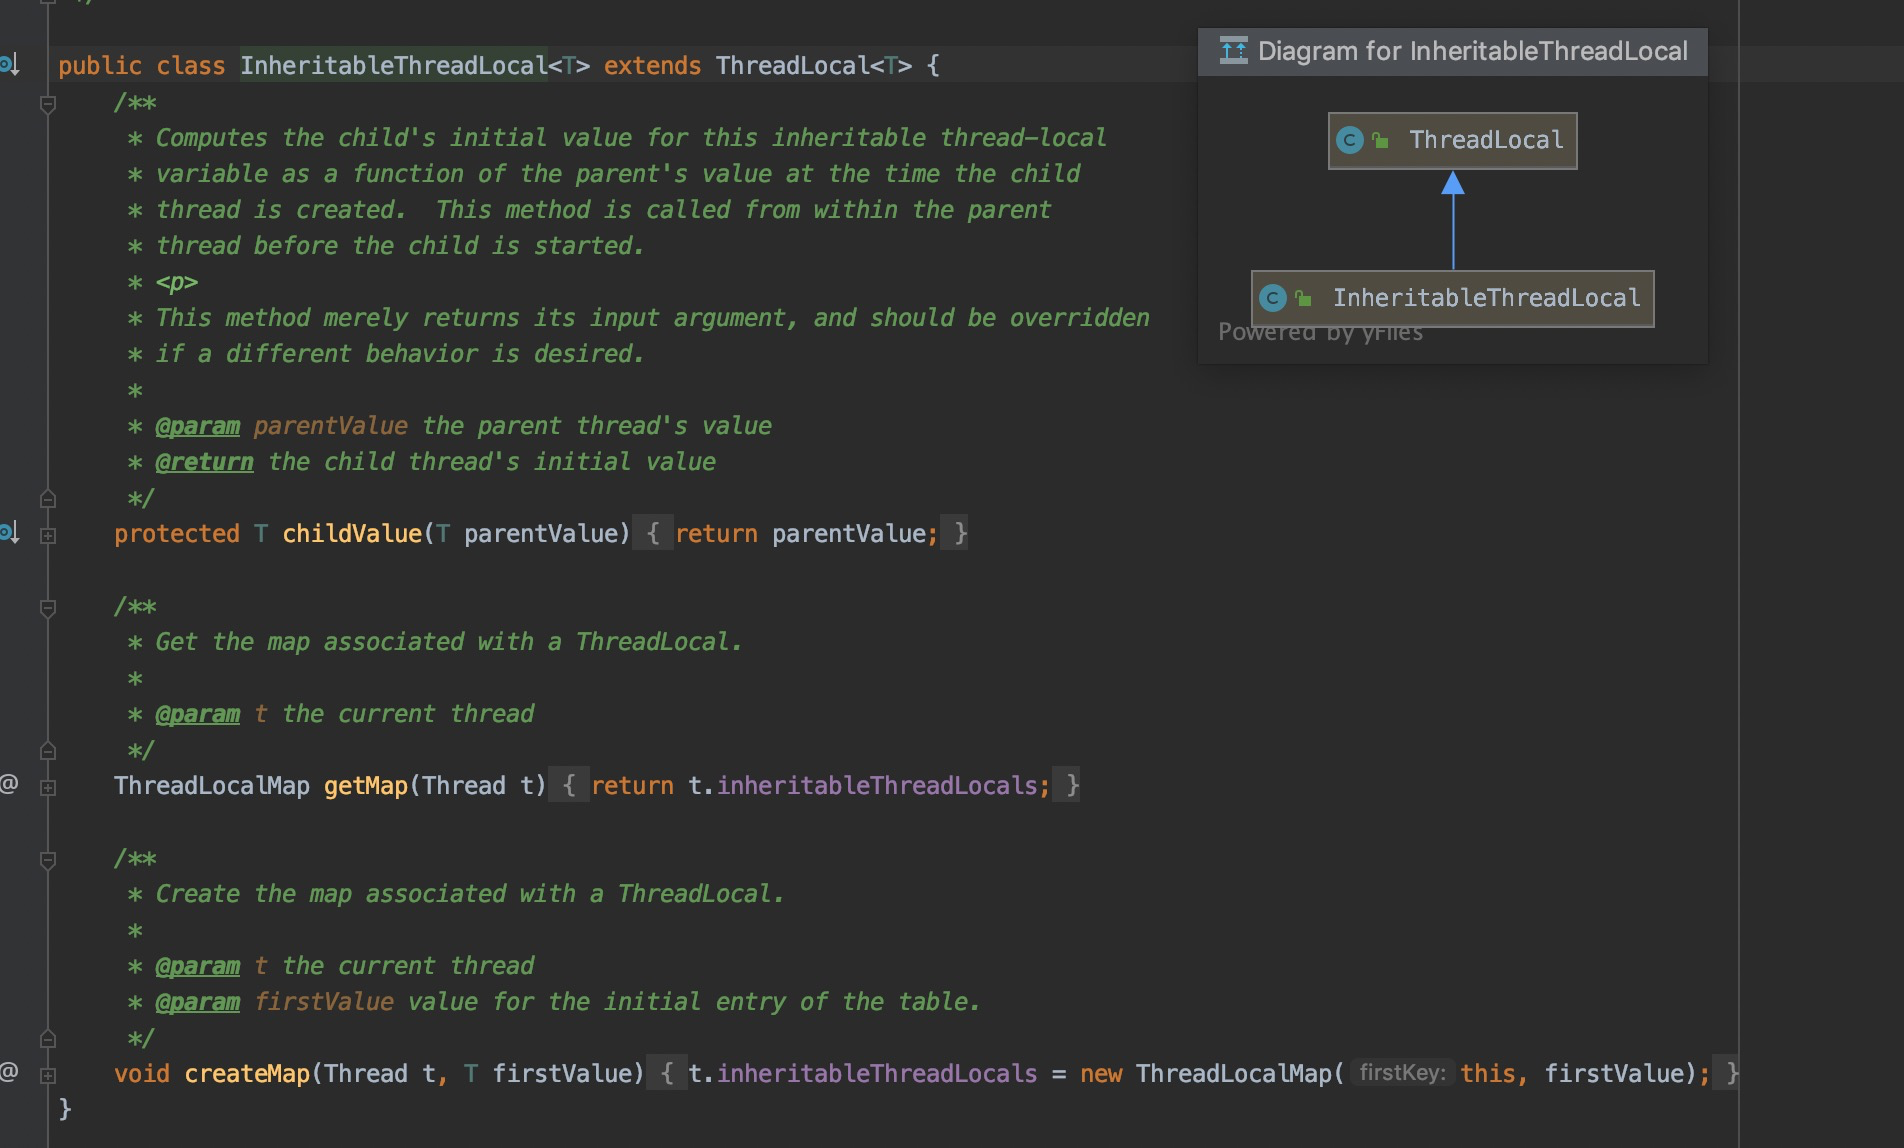 */
public class InheritableThreadLocal<T> extends ThreadLocal<T> {
/**
* Computes the child's initial value for this inheritable thread-local
* variable as a function of the parent's value at the time the child
* thread is created.  This method is called from within the parent
* thread before the child is started.
* <p>
* This method merely returns its input argument, and should be overridden
* if a different behavior is desired.
*
* @param parentValue the parent thread's value
* @return the child thread's initial value
*/
protected T childValue(T parentValue) { return parentValue; }
/**
* Get the map associated with a ThreadLocal.
*
* @param t the current thread
*/
ThreadLocalMap getMap(Thread t) { return t.inheritableThreadLocals; }
/**
* Create the map associated with a ThreadLocal.
*
* @param t the current thread
* @param firstValue value for the initial entry of the table.
*/
void createMap(Thread t, T firstValue) { t.inheritableThreadLocals = new ThreadLocalMap( firstKey: this, firstValue); }
}
Diagram for InheritableThreadLocal
C ThreadLocal
C InheritableThreadLocal
Powered by yFiles